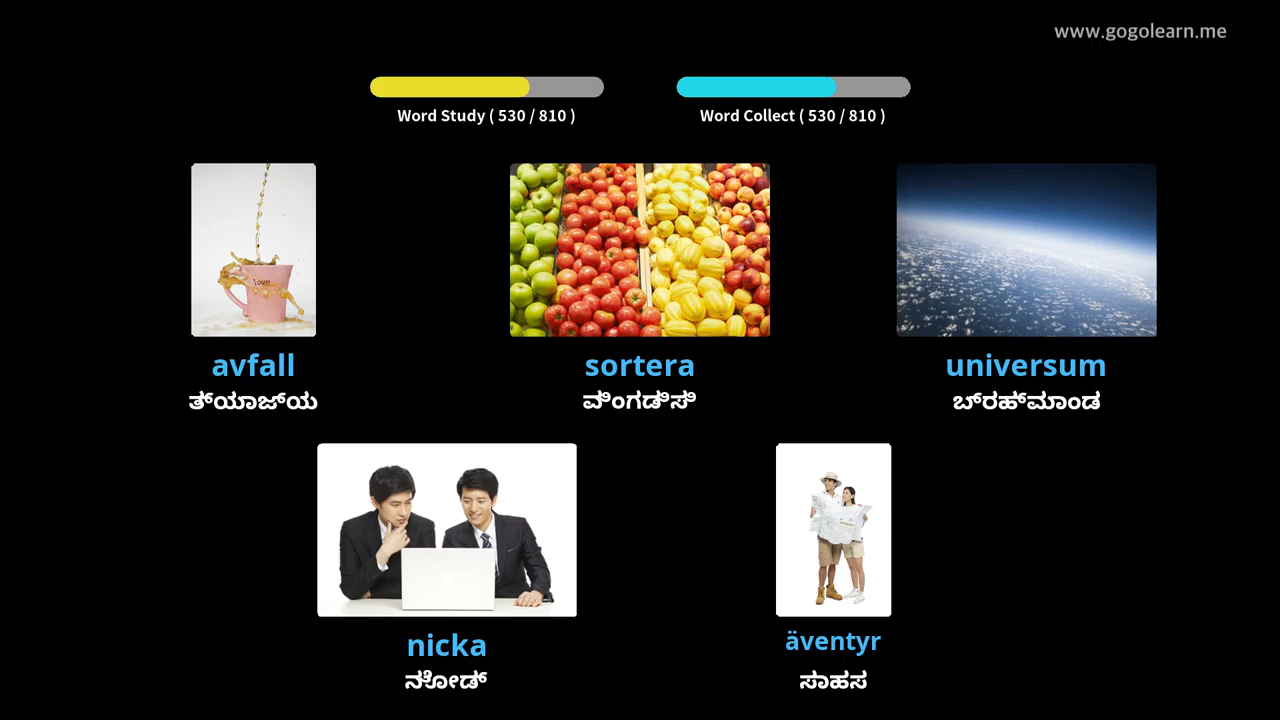 www.gogolearn.me
Word Study ( 530 / 810 )
Word Collect ( 530 / 810 )
avfall
ತ್ಯಾಜ್ಯ
sortera
ವಿಂಗಡಿಸಿ
universum
ಬ್ರಹ್ಮಾಂಡ
love
nicka
ನೋಡ್
äventyr
ಸಾಹಸ